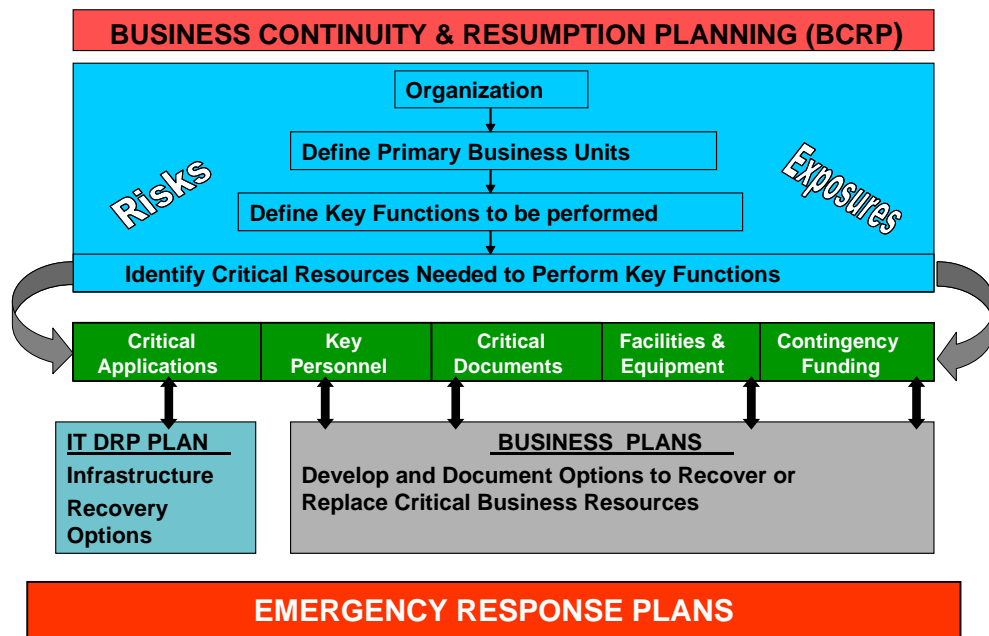 BUSINESS CONTINUITY & RESUMPTION PLANNING (BCRP)
Organization
Define Primary Business Units
Risks
Exposures
Define Key Functions to be performed
Identify Critical Resources Needed to Perform Key Functions
Critical
Applications
Key
Personnel
Critical
Documents
Facilities &
Equipment
Contingency
Funding
IT DRP PLAN
Infrastructure
Recovery
Options
BUSINESS PLANS
Develop and Document Options to Recover or
Replace Critical Business Resources
EMERGENCY RESPONSE PLANS